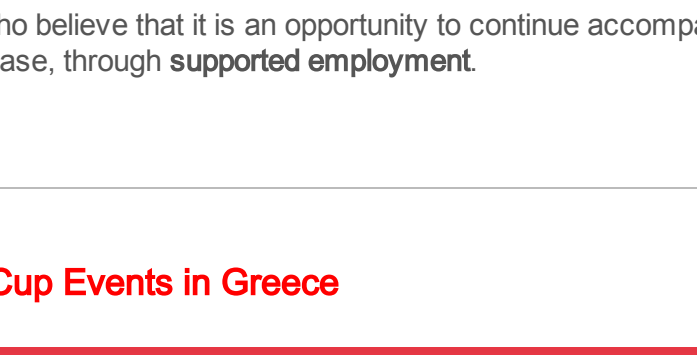 ho believe that it is an opportunity to continue accompa
ase, through supported employment.
Cup Events in Greece